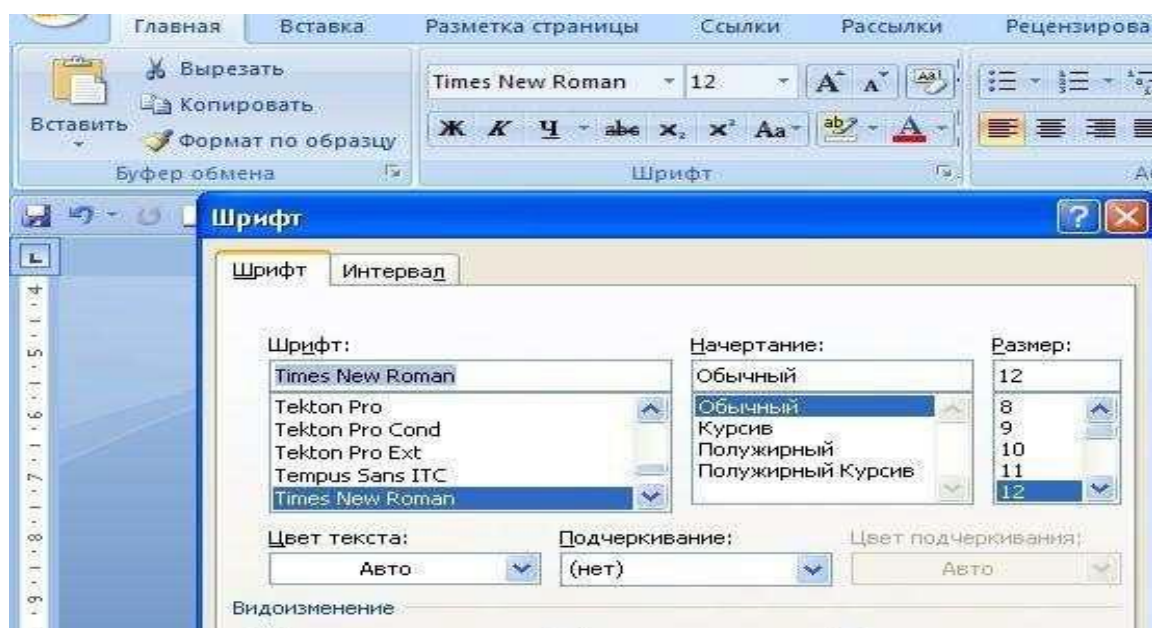 Главная Вставка Разметка страницы Ссылки Рассылки Рецензирова
Вырезать
Копировать
Формат по образцу
Вставить
Буфер обмена
Times New Roman 12
Ж К Ч abe x₂ x² Aa
Шрифт
Шрифт
Шрифт Интервал
Шрифт: Начертание: Размер:
Times New Roman Обычный 12
Tekton Pro Обычный 8
Tekton Pro Cond Курсив 9
Tekton Pro Ext Полужирный 10
Tempus Sans ITC Полужирный Курсив 11
Times New Roman 12
Цвет текста: Подчеркивание: Цвет подчеркивания:
Авто (нет) Авто
Видоизменение